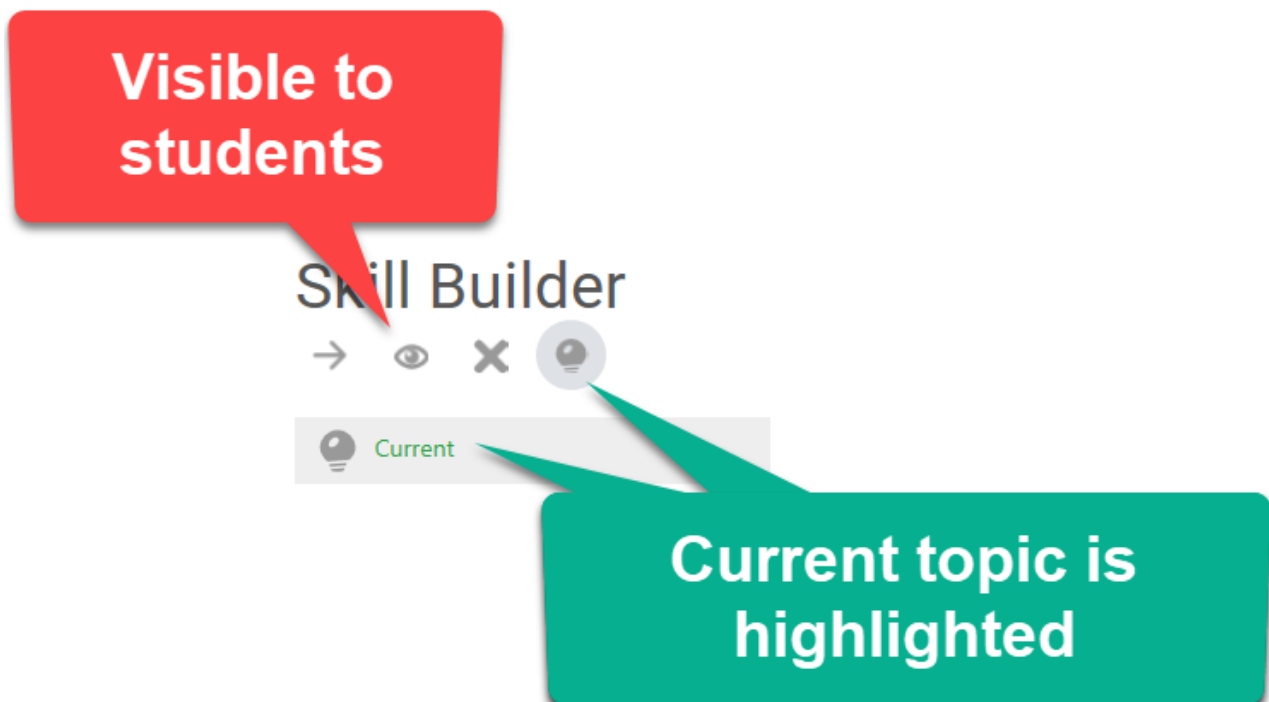 Visible to
students
Skill Builder
Current
Current topic is
highlighted